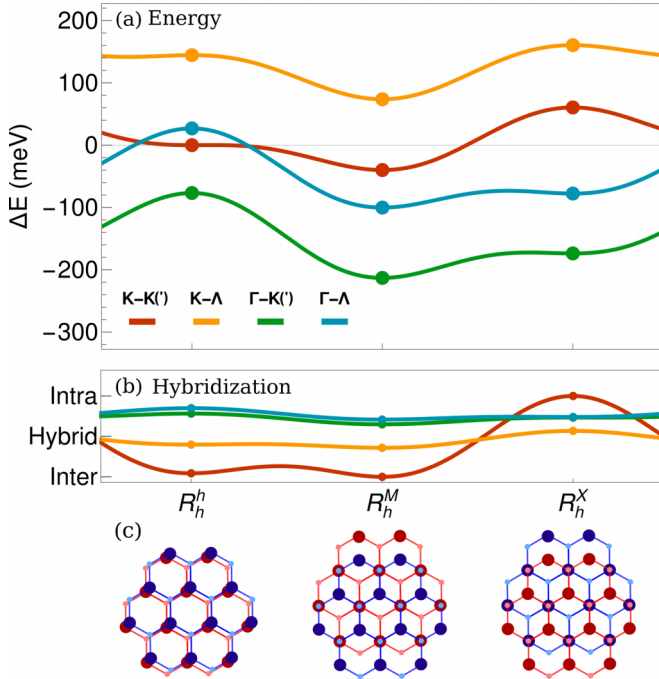 (a) Energy
200
100
0
−100
−200
−300
ΔE (meV)
K−K(') K−Λ Γ−K(') Γ−Λ
(b) Hybridization
Intra
Hybrid
Inter
R_h^h R_h^M R_h^X
(c)